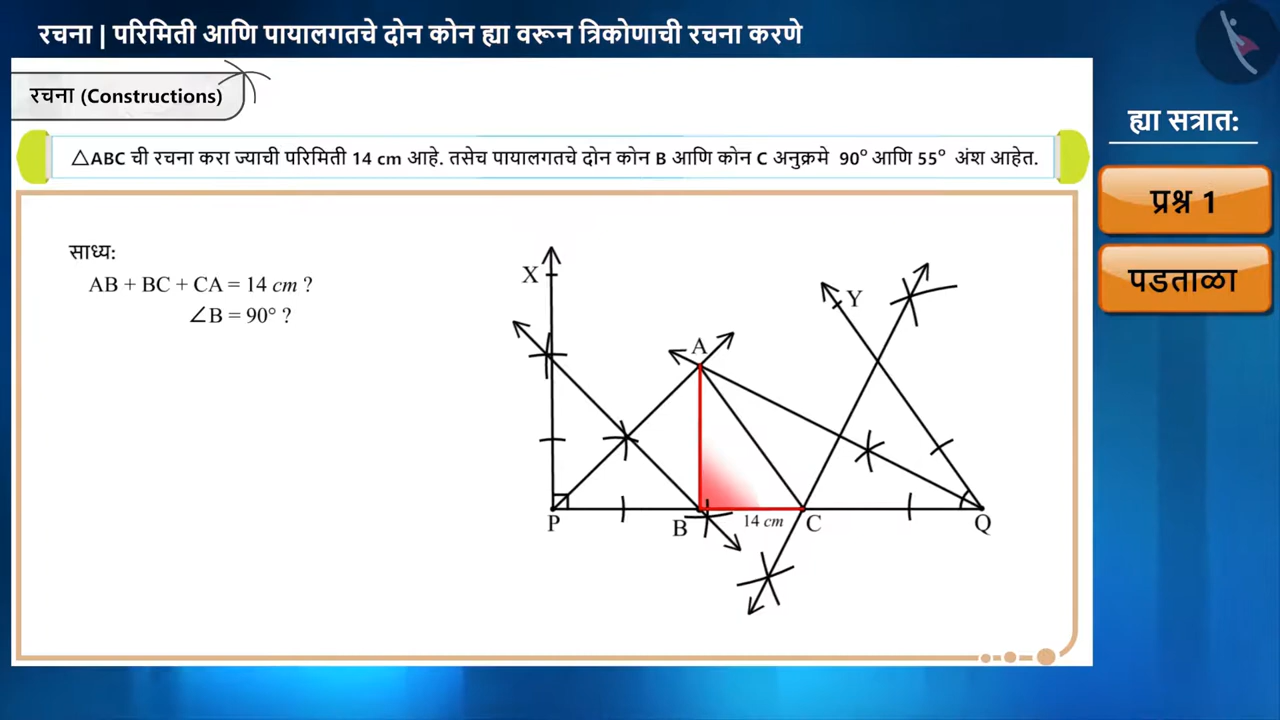 रचना | परिमिती आणि पायालगतचे दोन कोन ह्या वरून त्रिकोणाची रचना करणे
रचना (Constructions)
ह्या सत्रात:
△ABC ची रचना करा ज्याची परिमिती 14 cm आहे. तसेच पायालगतचे दोन कोन B आणि कोन C अनुक्रमे 90° आणि 55° अंश आहेत.
प्रश्न 1
पडताळा
साध्य:
AB + BC + CA = 14 cm ?
∠B = 90° ?
X
Y
A
P
B
14 cm
C
Q